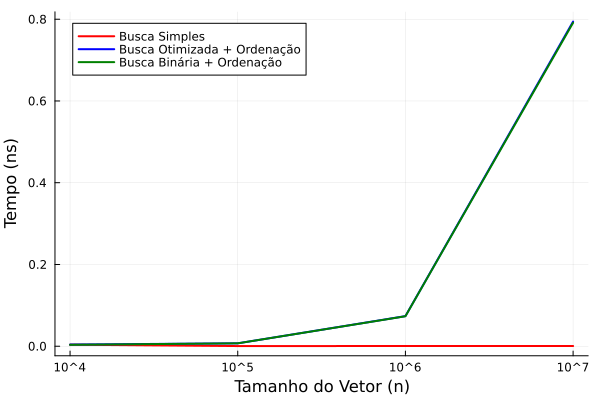 Busca Simples
Busca Otimizada + Ordenação
Busca Binária + Ordenação
Tempo (ns)
0.8
0.6
0.4
0.2
0.0
10^4
10^5
10^6
10^7
Tamanho do Vetor (n)